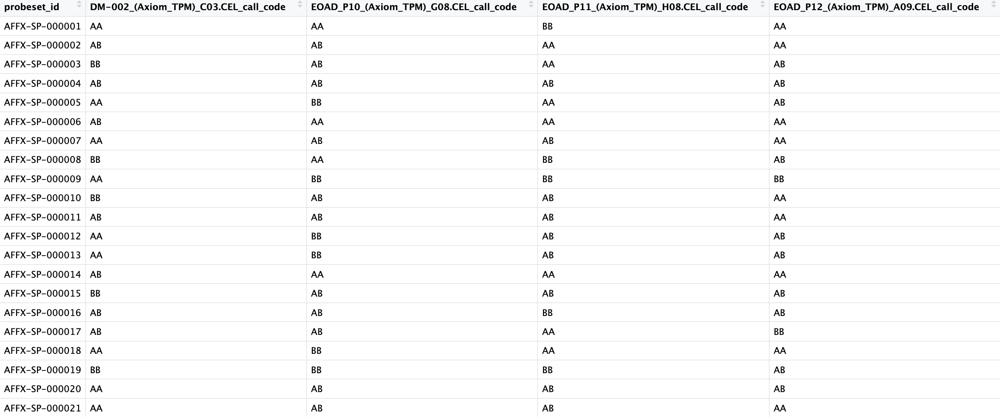 probeset_id DM-002_(Axiom_TPM)_C03.CEL_call_code EOAD_P10_(Axiom_TPM)_G08.CEL_call_code EOAD_P11_(Axiom_TPM)_H08.CEL_call_code EOAD_P12_(Axiom_TPM)_A09.CEL_call_code
AFFX-SP-000001 AA AA BB AA
AFFX-SP-000002 AB AB AA AA
AFFX-SP-000003 BB AB AA AB
AFFX-SP-000004 AB AB AB AB
AFFX-SP-000005 AA BB AA AB
AFFX-SP-000006 AB AA AA AA
AFFX-SP-000007 AA AB AB AA
AFFX-SP-000008 BB AA BB AB
AFFX-SP-000009 AA BB BB BB
AFFX-SP-000010 BB AB AB AA
AFFX-SP-000011 AB AB AB AA
AFFX-SP-000012 AA BB AB AB
AFFX-SP-000013 AA BB AB AB
AFFX-SP-000014 AB AA AA AA
AFFX-SP-000015 BB AB AB AB
AFFX-SP-000016 AB AB BB AB
AFFX-SP-000017 AB AB AA BB
AFFX-SP-000018 AA BB AA AA
AFFX-SP-000019 BB BB BB AB
AFFX-SP-000020 AA AB AB AB
AFFX-SP-000021 AA AB AB AA